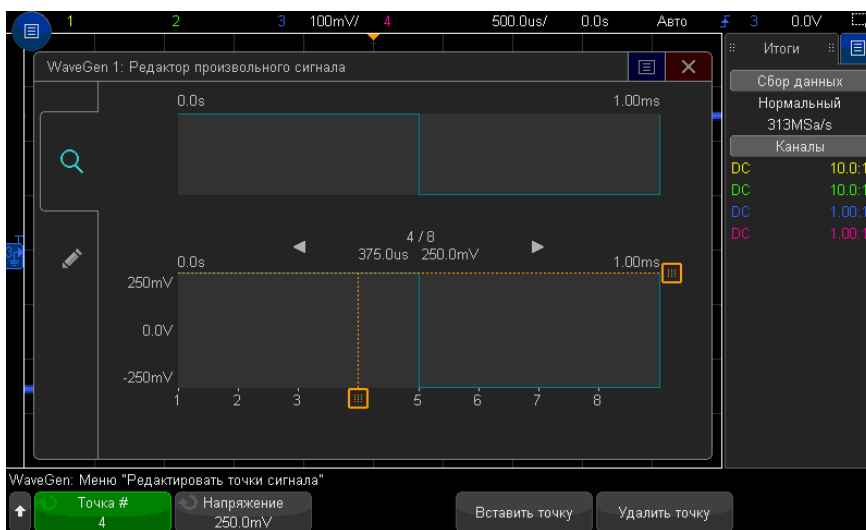 1 2 3 100mV/ 4 500.0us/ 0.0s Авто 3 0.0V
WaveGen 1: Редактор произвольного сигнала
0.0s 1.00ms
4 / 8
375.0us 250.0mV
0.0s 1.00ms
250mV
0.0V
-250mV
1 2 3 5 6 7 8
Итоги
Сбор данных
Нормальный
313MSa/s
Каналы
DC 10.0:1
DC 10.0:1
DC 1.00:1
DC 1.00:1
WaveGen: Меню "Редактировать точки сигнала"
Точка #
4
Напряжение
250.0mV
Вставить точку
Удалить точку